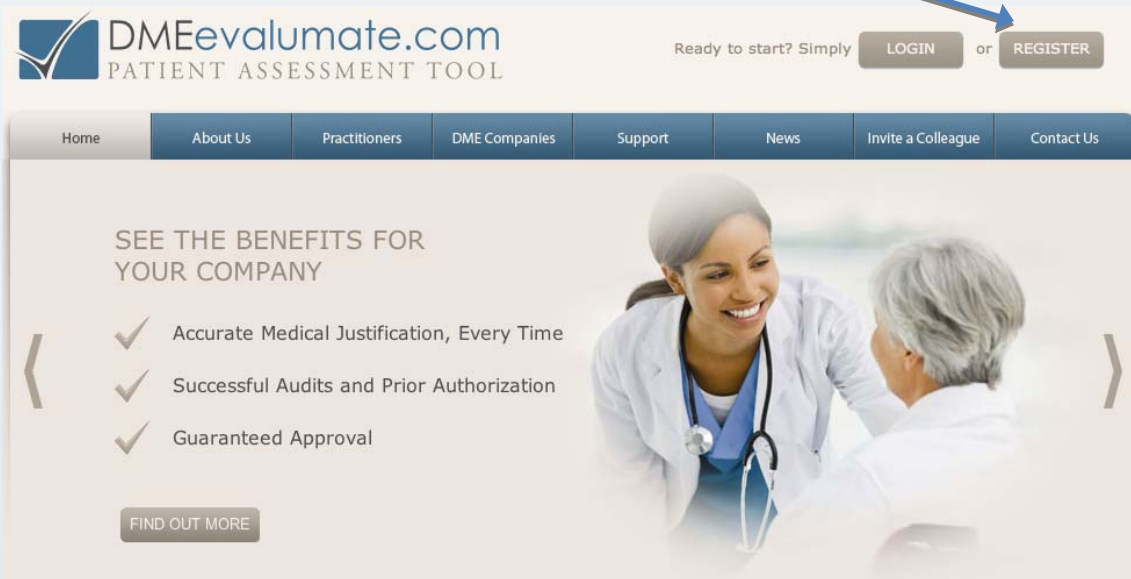 DMEevalumate.com
PATIENT ASSESSMENT TOOL
Ready to start? Simply LOGIN or REGISTER
Home About Us Practitioners DME Companies Support News Invite a Colleague Contact Us
SEE THE BENEFITS FOR
YOUR COMPANY
Accurate Medical Justification, Every Time
Successful Audits and Prior Authorization
Guaranteed Approval
FIND OUT MORE